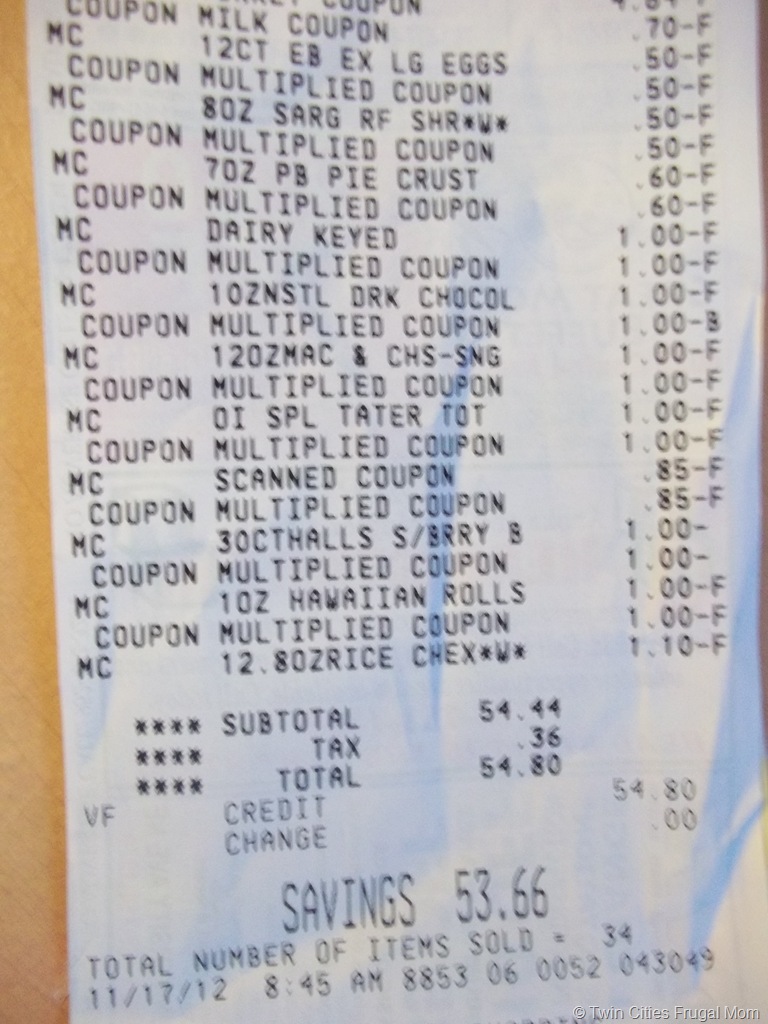 COUPON
COUPON MILK COUPON .70-F
MC 12CT EB EX LG EGGS .50-F
COUPON MULTIPLIED COUPON .50-F
MC 8OZ SARG RF SHR*W* .50-F
COUPON MULTIPLIED COUPON .50-F
MC 7OZ PB PIE CRUST .60-F
COUPON MULTIPLIED COUPON .60-F
MC DAIRY KEYED 1.00-F
COUPON MULTIPLIED COUPON 1.00-F
MC 1OZNSTL DRK CHOCOL 1.00-F
COUPON MULTIPLIED COUPON 1.00-B
MC 12OZMAC & CHS-SNG 1.00-F
COUPON MULTIPLIED COUPON 1.00-F
MC OI SPL TATER TOT 1.00-F
COUPON MULTIPLIED COUPON 1.00-F
MC SCANNED COUPON .85-F
COUPON MULTIPLIED COUPON .85-F
MC 30CTHALLS S/BRRY B 1.00-
COUPON MULTIPLIED COUPON 1.00-
MC 1OZ HAWAIIAN ROLLS 1.00-F
COUPON MULTIPLIED COUPON 1.00-F
MC 12.8OZRICE CHEX*W* 1.10-F
**** SUBTOTAL 54.44
**** TAX .36
**** TOTAL 54.80
VF CREDIT 54.80
CHANGE .00
SAVINGS 53.66
TOTAL NUMBER OF ITEMS SOLD = 34
11/17/12 8:45 AM 8853 06 0052 043049
© Twin Cities Frugal Mom